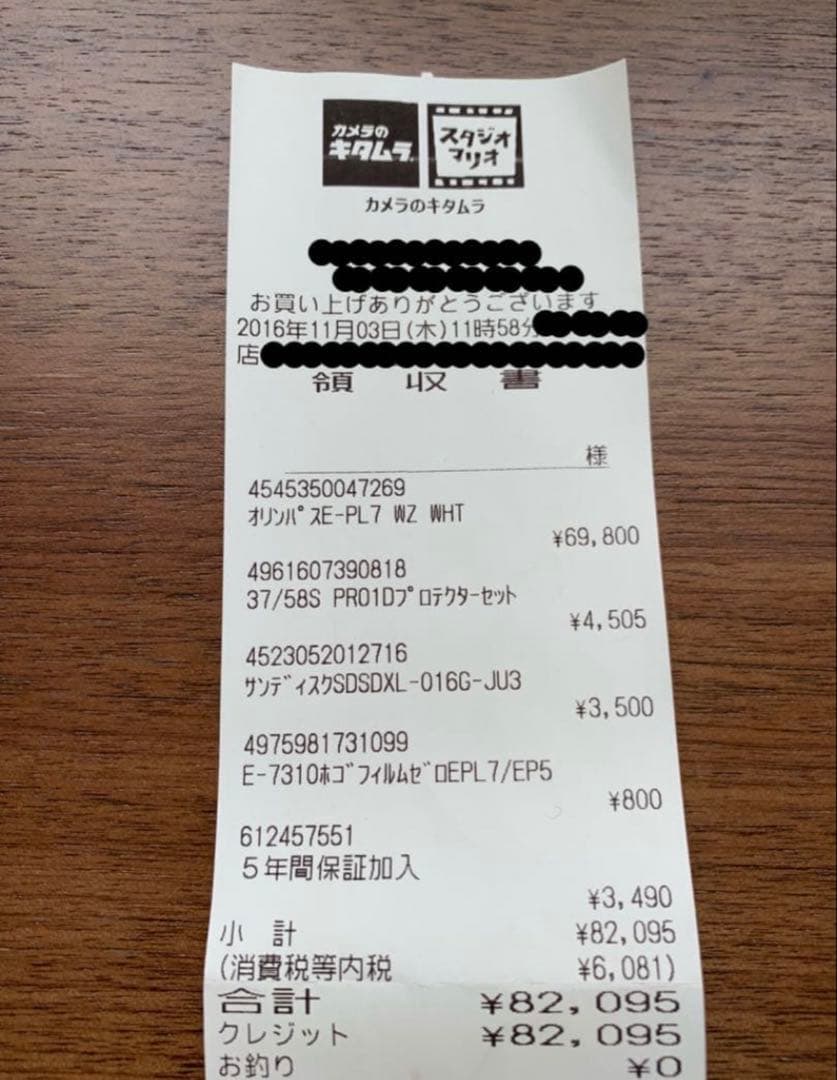 カメラの
キタムラ
スタジオ
マリオ
カメラのキタムラ
お買い上げありがとうございます
2016年11月03日(木)11時58分
店
領 収 書
様
4545350047269
オリンパスE-PL7 WZ WHT
¥69,800
4961607390818
37/58S PRO1Dプロテクターセット
¥4,505
4523052012716
サンディスクSDSDXL-016G-JU3
¥3,500
4975981731099
E-7310ホゴフィルムゼロEPL7/EP5
¥800
612457551
5年間保証加入
¥3,490
小 計 ¥82,095
(消費税等内税 ¥6,081)
合計 ¥82,095
クレジット ¥82,095
お釣り ¥0